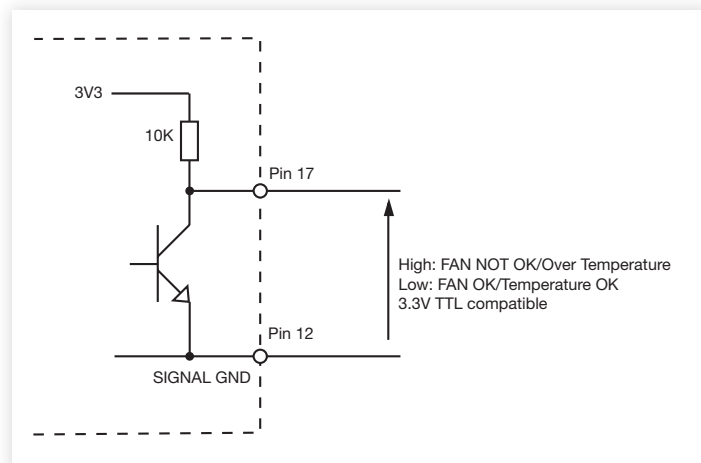 3V3
10K
Pin 17
High: FAN NOT OK/Over Temperature
Low: FAN OK/Temperature OK
3.3V TTL compatible
Pin 12
SIGNAL GND